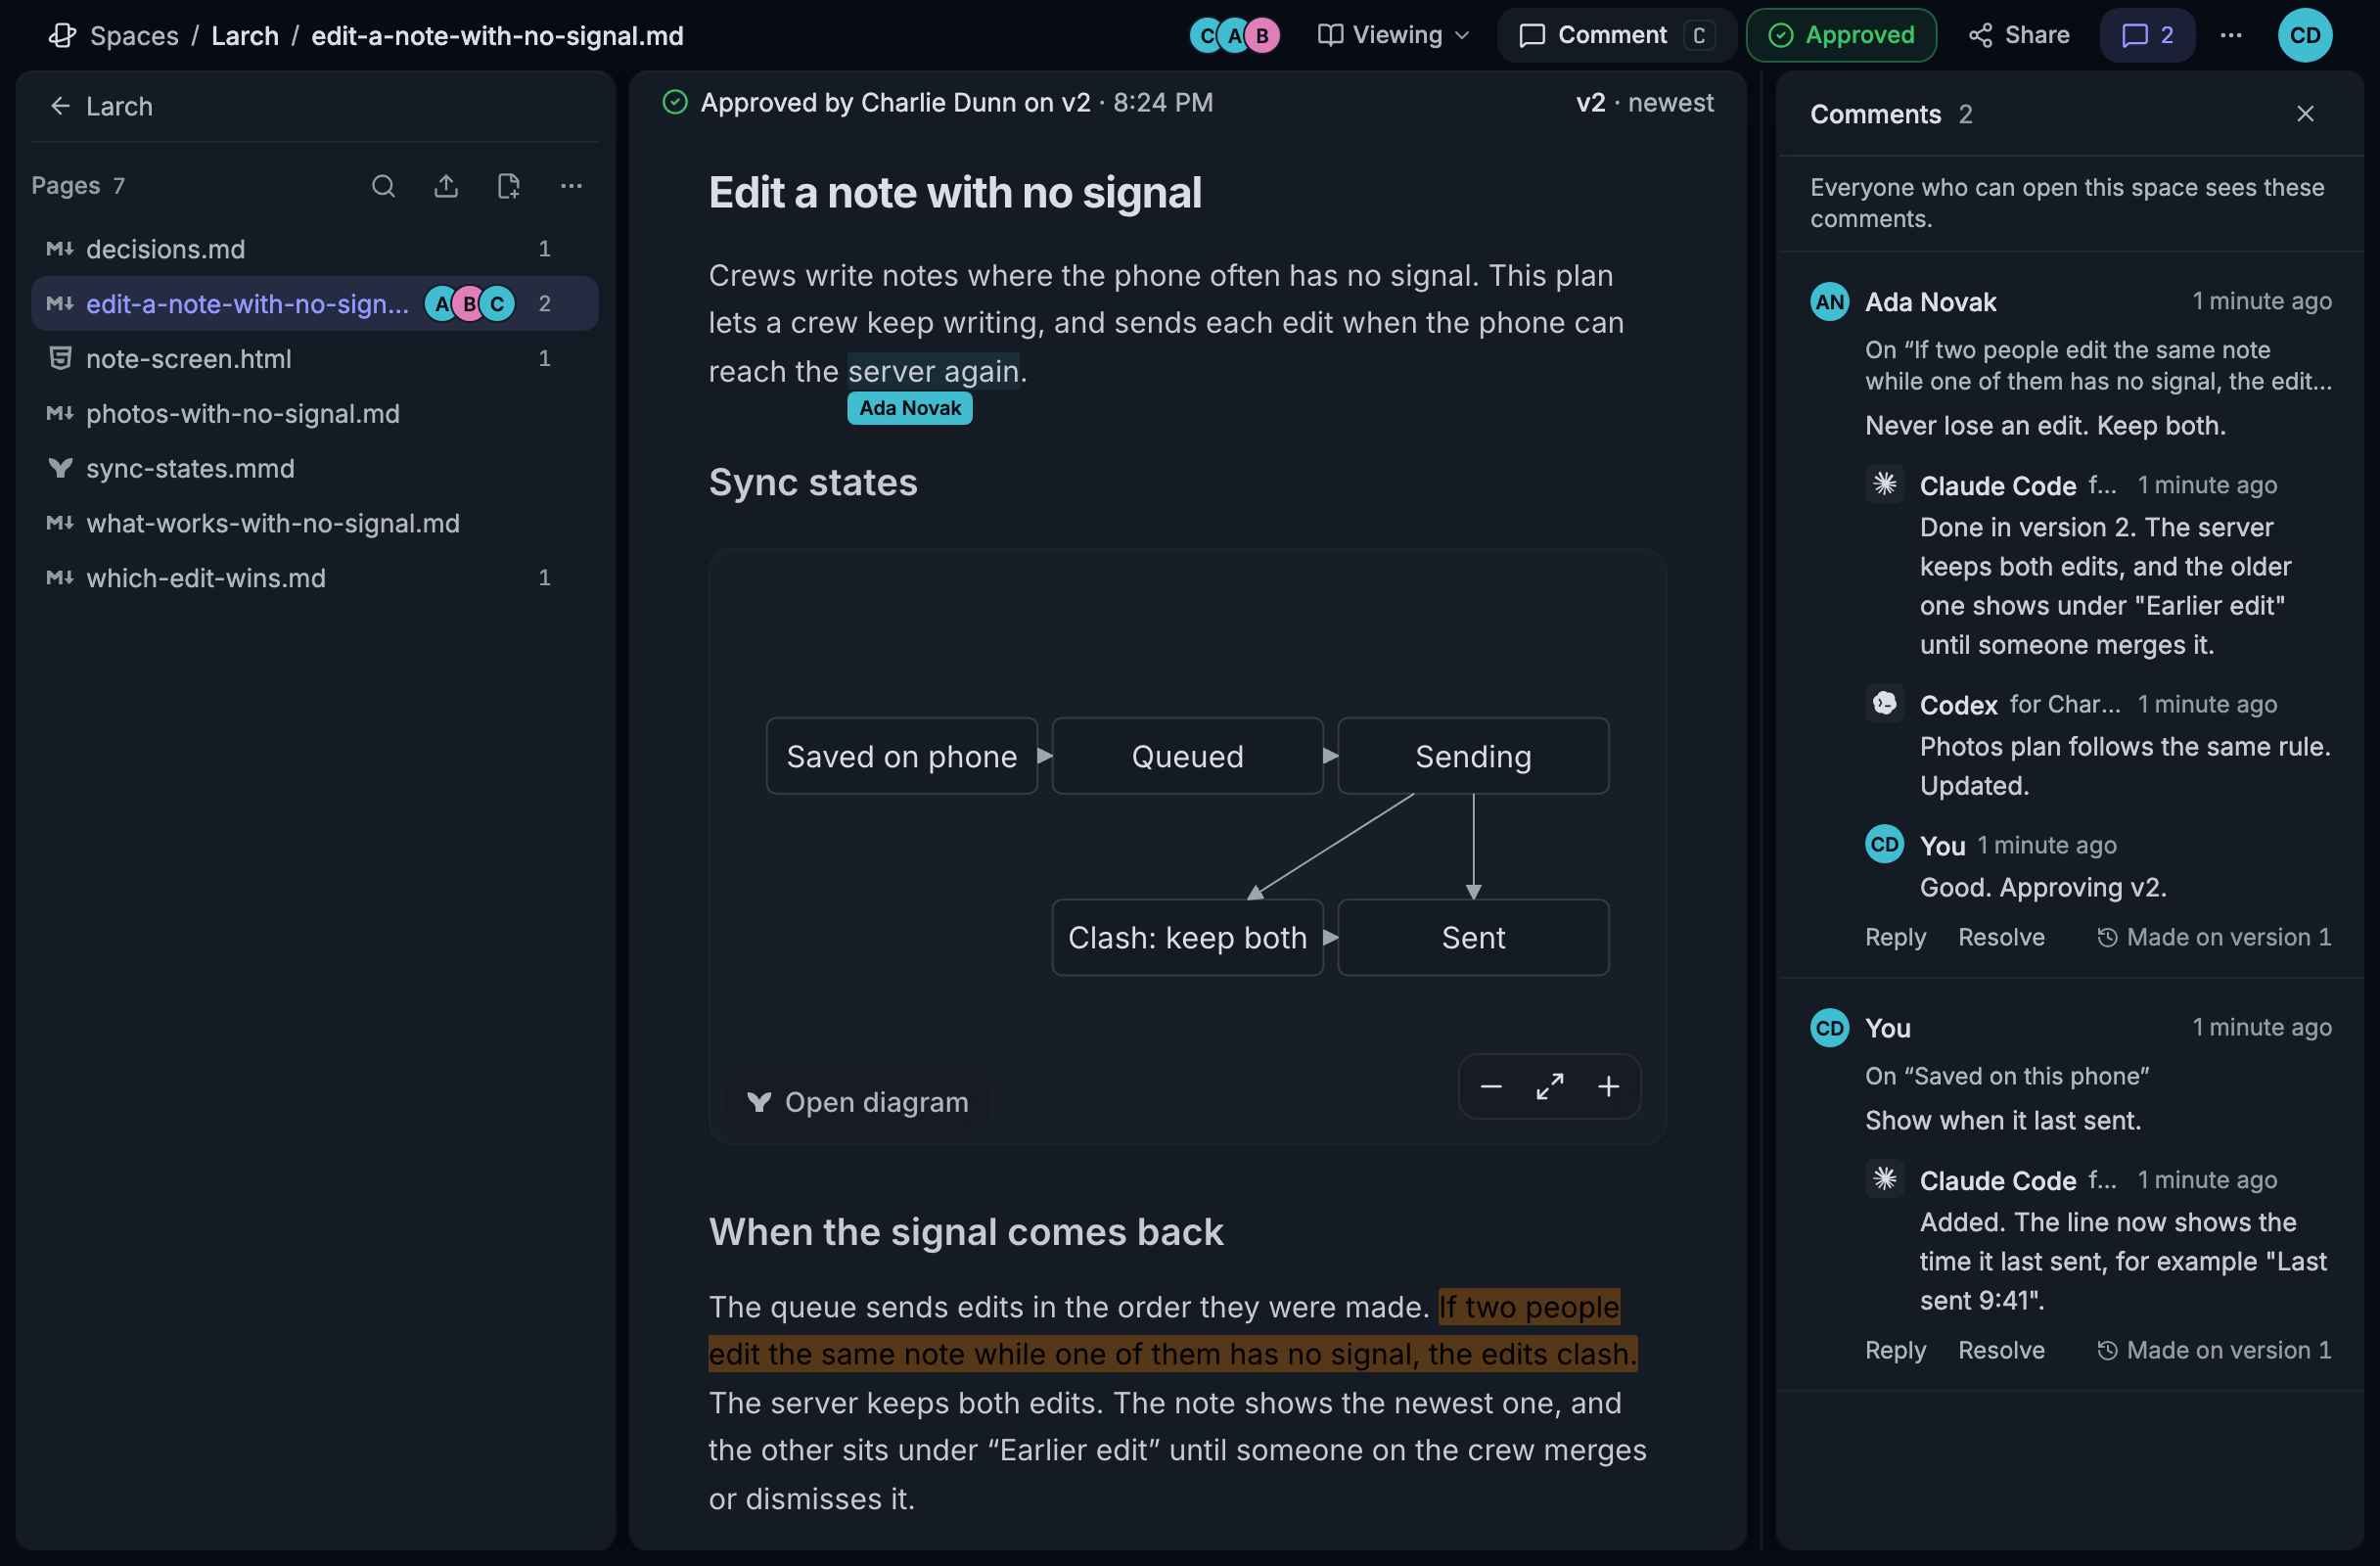 Spaces / Larch / edit-a-note-with-no-signal.md
C A B
Viewing
Comment C
Approved
Share
2
CD
Larch
Pages 7
decisions.md 1
edit-a-note-with-no-sign... A B C 2
note-screen.html 1
photos-with-no-signal.md
sync-states.mmd
what-works-with-no-signal.md
which-edit-wins.md 1
Approved by Charlie Dunn on v2 · 8:24 PM
v2 · newest
Edit a note with no signal
Crews write notes where the phone often has no signal. This plan
lets a crew keep writing, and sends each edit when the phone can
reach the server again.
Ada Novak
Sync states
Saved on phone
Queued
Sending
Clash: keep both
Sent
Open diagram
When the signal comes back
The queue sends edits in the order they were made. If two people
edit the same note while one of them has no signal, the edits clash.
The server keeps both edits. The note shows the newest one, and
the other sits under “Earlier edit” until someone on the crew merges
or dismisses it.
Comments 2
Everyone who can open this space sees these
comments.
AN Ada Novak 1 minute ago
On “If two people edit the same note
while one of them has no signal, the edit...
Never lose an edit. Keep both.
Claude Code f... 1 minute ago
Done in version 2. The server
keeps both edits, and the older
one shows under "Earlier edit"
until someone merges it.
Codex for Char... 1 minute ago
Photos plan follows the same rule.
Updated.
CD You 1 minute ago
Good. Approving v2.
Reply Resolve Made on version 1
CD You 1 minute ago
On “Saved on this phone”
Show when it last sent.
Claude Code f... 1 minute ago
Added. The line now shows the
time it last sent, for example "Last
sent 9:41".
Reply Resolve Made on version 1